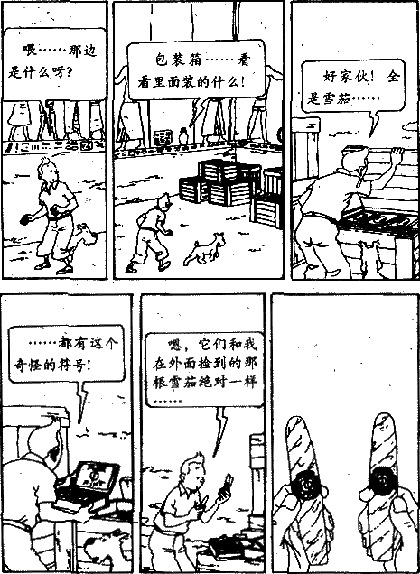 喂……那边
是什么呀?
包装箱……看
看里面装的什么!
好家伙! 全
是雪茄……
……都有这个
奇怪的符号!
嗯，它们和我
在外面捡到的那
根雪茄绝对一样
……